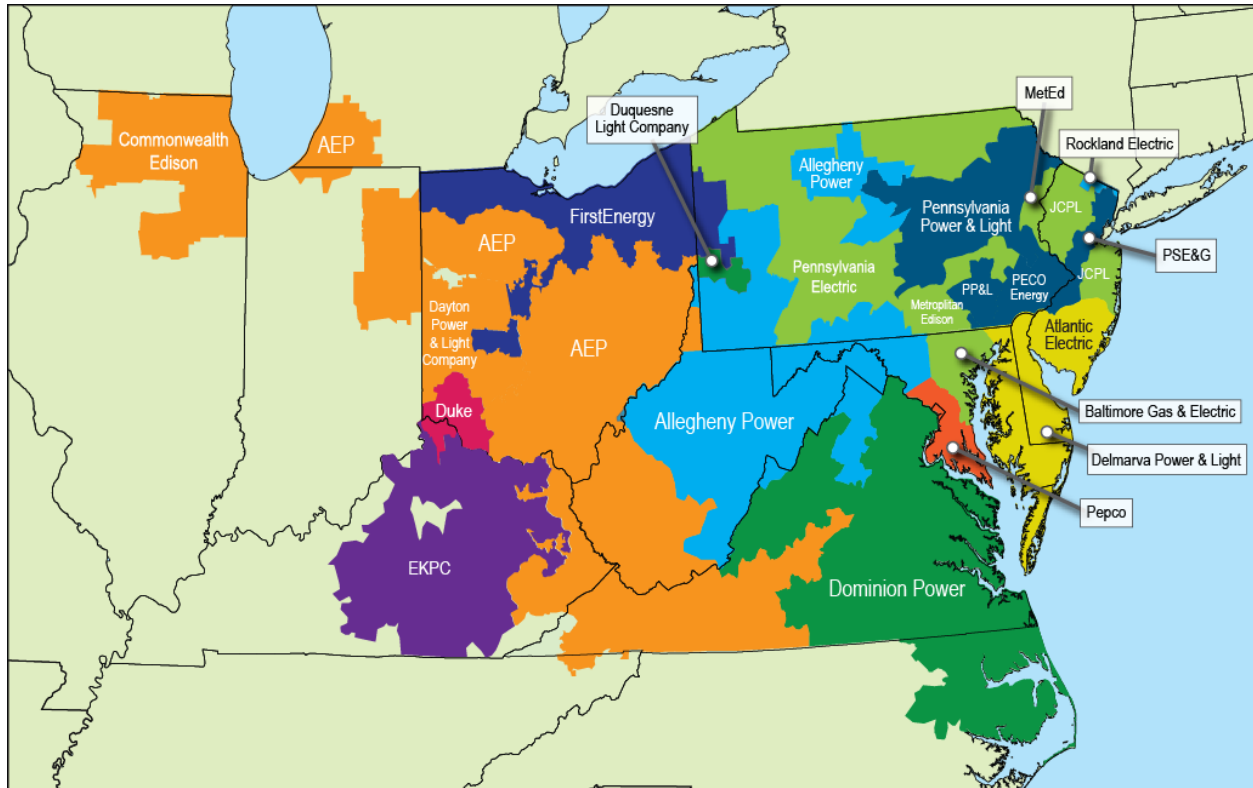 Commonwealth
Edison
AEP
Duquesne
Light Company
MetEd
Rockland Electric
Allegheny
Power
FirstEnergy
AEP
Pennsylvania
Power & Light
JCPL
PSE&G
Pennsylvania
Electric
PP&L
PECO
Energy
JCPL
Metroplitan
Edison
Dayton
Power
& Light
Company
AEP
Atlantic
Electric
Duke
Allegheny Power
Baltimore Gas & Electric
Delmarva Power & Light
Pepco
EKPC
Dominion Power